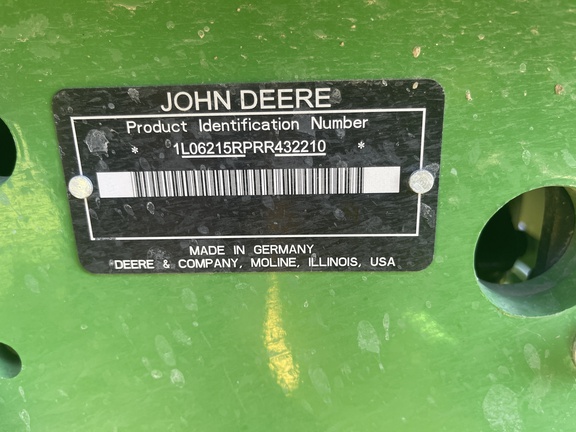 JOHN DEERE
Product Identification Number
* 1L06215RPRR432210 *
MADE IN GERMANY
DEERE & COMPANY, MOLINE, ILLINOIS, USA